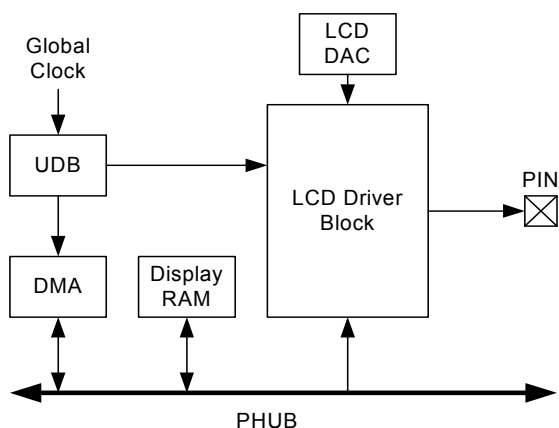 Global
Clock
LCD
DAC
UDB
LCD Driver
Block
PIN
DMA
Display
RAM
PHUB